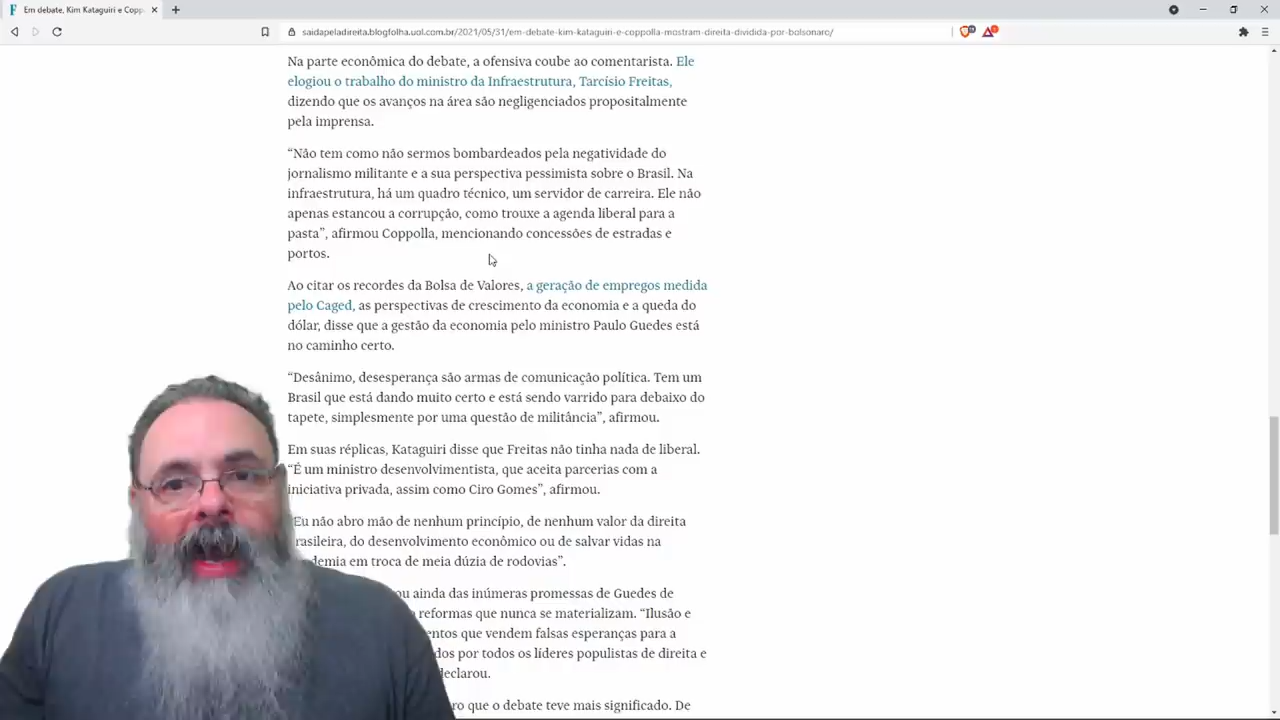 Em debate, Kim Kataguiri e Coppo
saidapeladireita.blogfolha.uol.com.br/2021/05/31/em-debate-kim-kataguiri-e-coppolla-mostram-direita-dividida-por-bolsonaro/
Na parte econômica do debate, a ofensiva coube ao comentarista. Ele
elogiou o trabalho do ministro da Infraestrutura, Tarcísio Freitas,
dizendo que os avanços na área são negligenciados propositalmente
pela imprensa.
“Não tem como não sermos bombardeados pela negatividade do
jornalismo militante e a sua perspectiva pessimista sobre o Brasil. Na
infraestrutura, há um quadro técnico, um servidor de carreira. Ele não
apenas estancou a corrupção, como trouxe a agenda liberal para a
pasta”, afirmou Coppolla, mencionando concessões de estradas e
portos.
Ao citar os recordes da Bolsa de Valores, a geração de empregos medida
pelo Caged, as perspectivas de crescimento da economia e a queda do
dólar, disse que a gestão da economia pelo ministro Paulo Guedes está
no caminho certo.
“Desânimo, desesperança são armas de comunicação política. Tem um
Brasil que está dando muito certo e está sendo varrido para debaixo do
tapete, simplesmente por uma questão de militância”, afirmou.
Em suas réplicas, Kataguiri disse que Freitas não tinha nada de liberal.
“É um ministro desenvolvimentista, que aceita parcerias com a
iniciativa privada, assim como Ciro Gomes”, afirmou.
Eu não abro mão de nenhum princípio, de nenhum valor da direita
rasileira, do desenvolvimento econômico ou de salvar vidas na
demia em troca de meia dúzia de rodovias”.
ou ainda das inúmeras promessas de Guedes de
reformas que nunca se materializam. “Ilusão e
entos que vendem falsas esperanças para a
dos por todos os líderes populistas de direita e
declarou.
ro que o debate teve mais significado. De